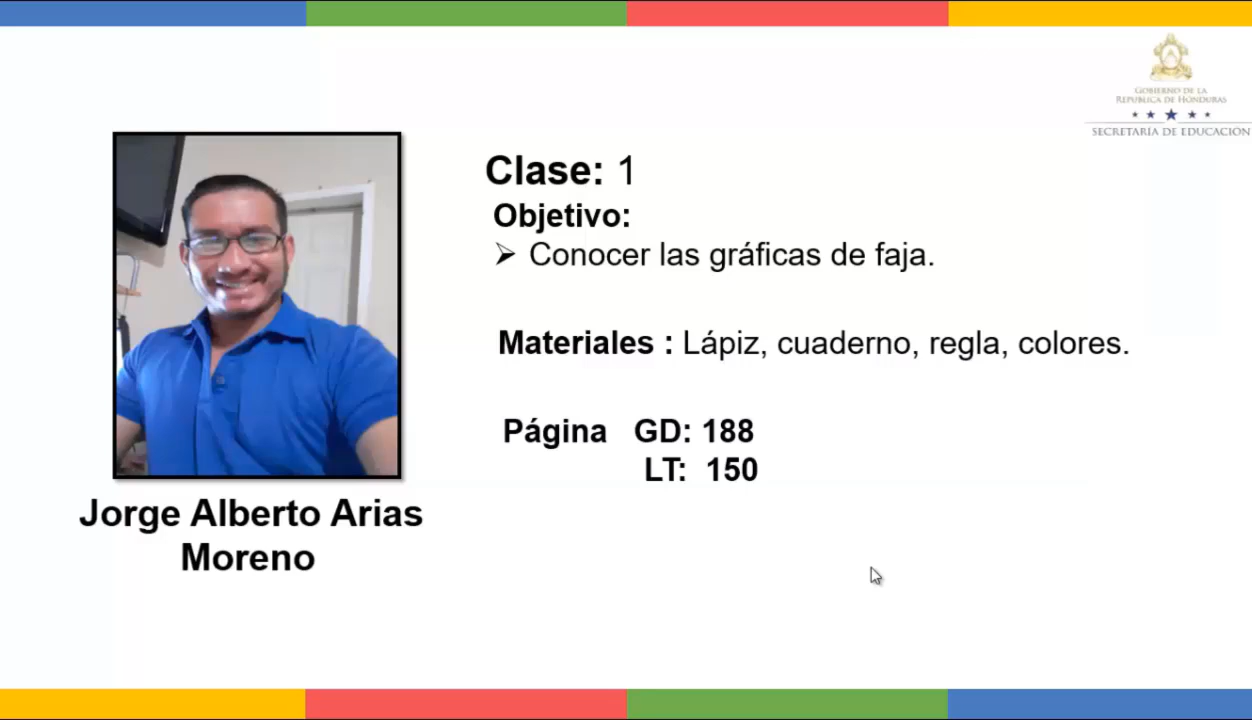 GOBIERNO DE LA
REPÚBLICA DE HONDURAS
SECRETARÍA DE EDUCACIÓN
Clase: 1
Objetivo:
➢ Conocer las gráficas de faja.
Materiales : Lápiz, cuaderno, regla, colores.
Página GD: 188
LT: 150
Jorge Alberto Arias
Moreno